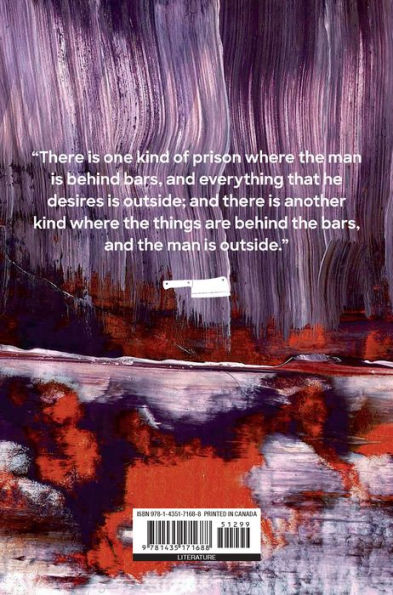 “There is one kind of prison where the man
is behind bars, and everything that he
desires is outside; and there is another
kind where the things are behind the bars,
and the man is outside.”
ISBN 978-1-4351-7168-8 PRINTED IN CANADA
51299
9 781435 171688
LITERATURE